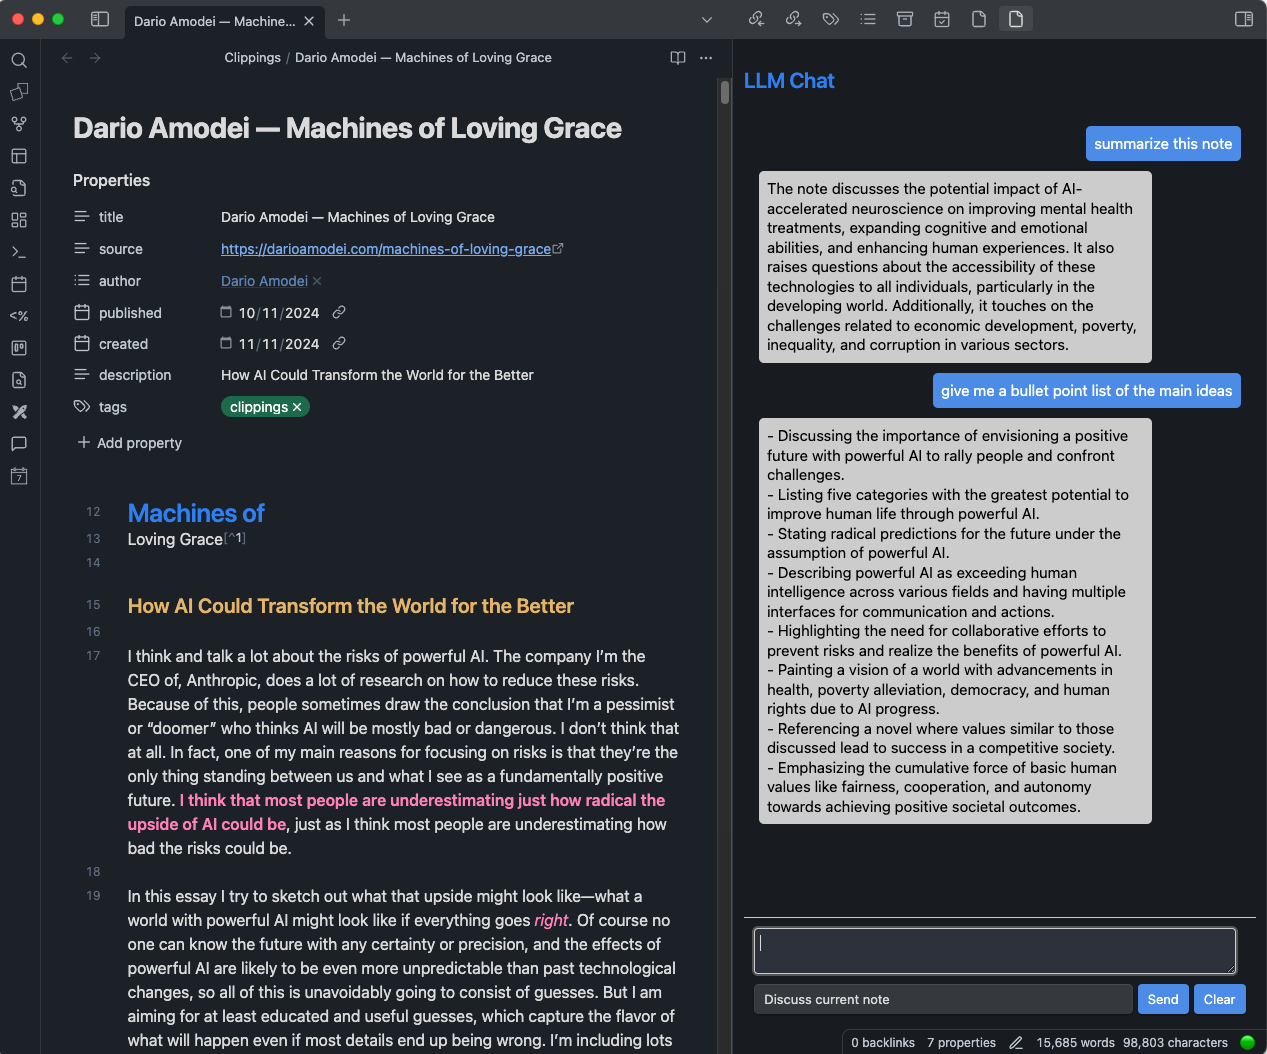 Dario Amodei — Machine...
Clippings / Dario Amodei — Machines of Loving Grace
Dario Amodei — Machines of Loving Grace
Properties
title Dario Amodei — Machines of Loving Grace
source https://darioamodei.com/machines-of-loving-grace
author Dario Amodei
published 10/11/2024
created 11/11/2024
description How AI Could Transform the World for the Better
tags clippings
Add property
<%
7
12 Machines of
13 Loving Grace[^1]
14
15 How AI Could Transform the World for the Better
16
17 I think and talk a lot about the risks of powerful AI. The company I'm the
CEO of, Anthropic, does a lot of research on how to reduce these risks.
Because of this, people sometimes draw the conclusion that I'm a pessimist
or “doomer” who thinks AI will be mostly bad or dangerous. I don't think that
at all. In fact, one of my main reasons for focusing on risks is that they're the
only thing standing between us and what I see as a fundamentally positive
future. I think that most people are underestimating just how radical the
upside of AI could be, just as I think most people are underestimating how
bad the risks could be.
18
19 In this essay I try to sketch out what that upside might look like—what a
world with powerful AI might look like if everything goes right. Of course no
one can know the future with any certainty or precision, and the effects of
powerful AI are likely to be even more unpredictable than past technological
changes, so all of this is unavoidably going to consist of guesses. But I am
aiming for at least educated and useful guesses, which capture the flavor of
what will happen even if most details end up being wrong. I'm including lots
LLM Chat
summarize this note
The note discusses the potential impact of AI-
accelerated neuroscience on improving mental health
treatments, expanding cognitive and emotional
abilities, and enhancing human experiences. It also
raises questions about the accessibility of these
technologies to all individuals, particularly in the
developing world. Additionally, it touches on the
challenges related to economic development, poverty,
inequality, and corruption in various sectors.
give me a bullet point list of the main ideas
- Discussing the importance of envisioning a positive
future with powerful AI to rally people and confront
challenges.
- Listing five categories with the greatest potential to
improve human life through powerful AI.
- Stating radical predictions for the future under the
assumption of powerful AI.
- Describing powerful AI as exceeding human
intelligence across various fields and having multiple
interfaces for communication and actions.
- Highlighting the need for collaborative efforts to
prevent risks and realize the benefits of powerful AI.
- Painting a vision of a world with advancements in
health, poverty alleviation, democracy, and human
rights due to AI progress.
- Referencing a novel where values similar to those
discussed lead to success in a competitive society.
- Emphasizing the cumulative force of basic human
values like fairness, cooperation, and autonomy
towards achieving positive societal outcomes.
Discuss current note
Send
Clear
0 backlinks 7 properties 15,685 words 98,803 characters